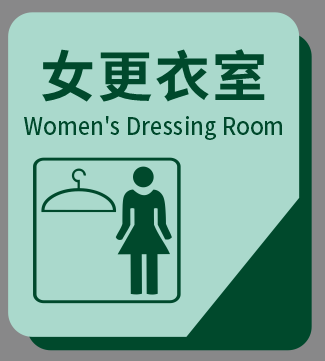 女更衣室
Women's Dressing Room